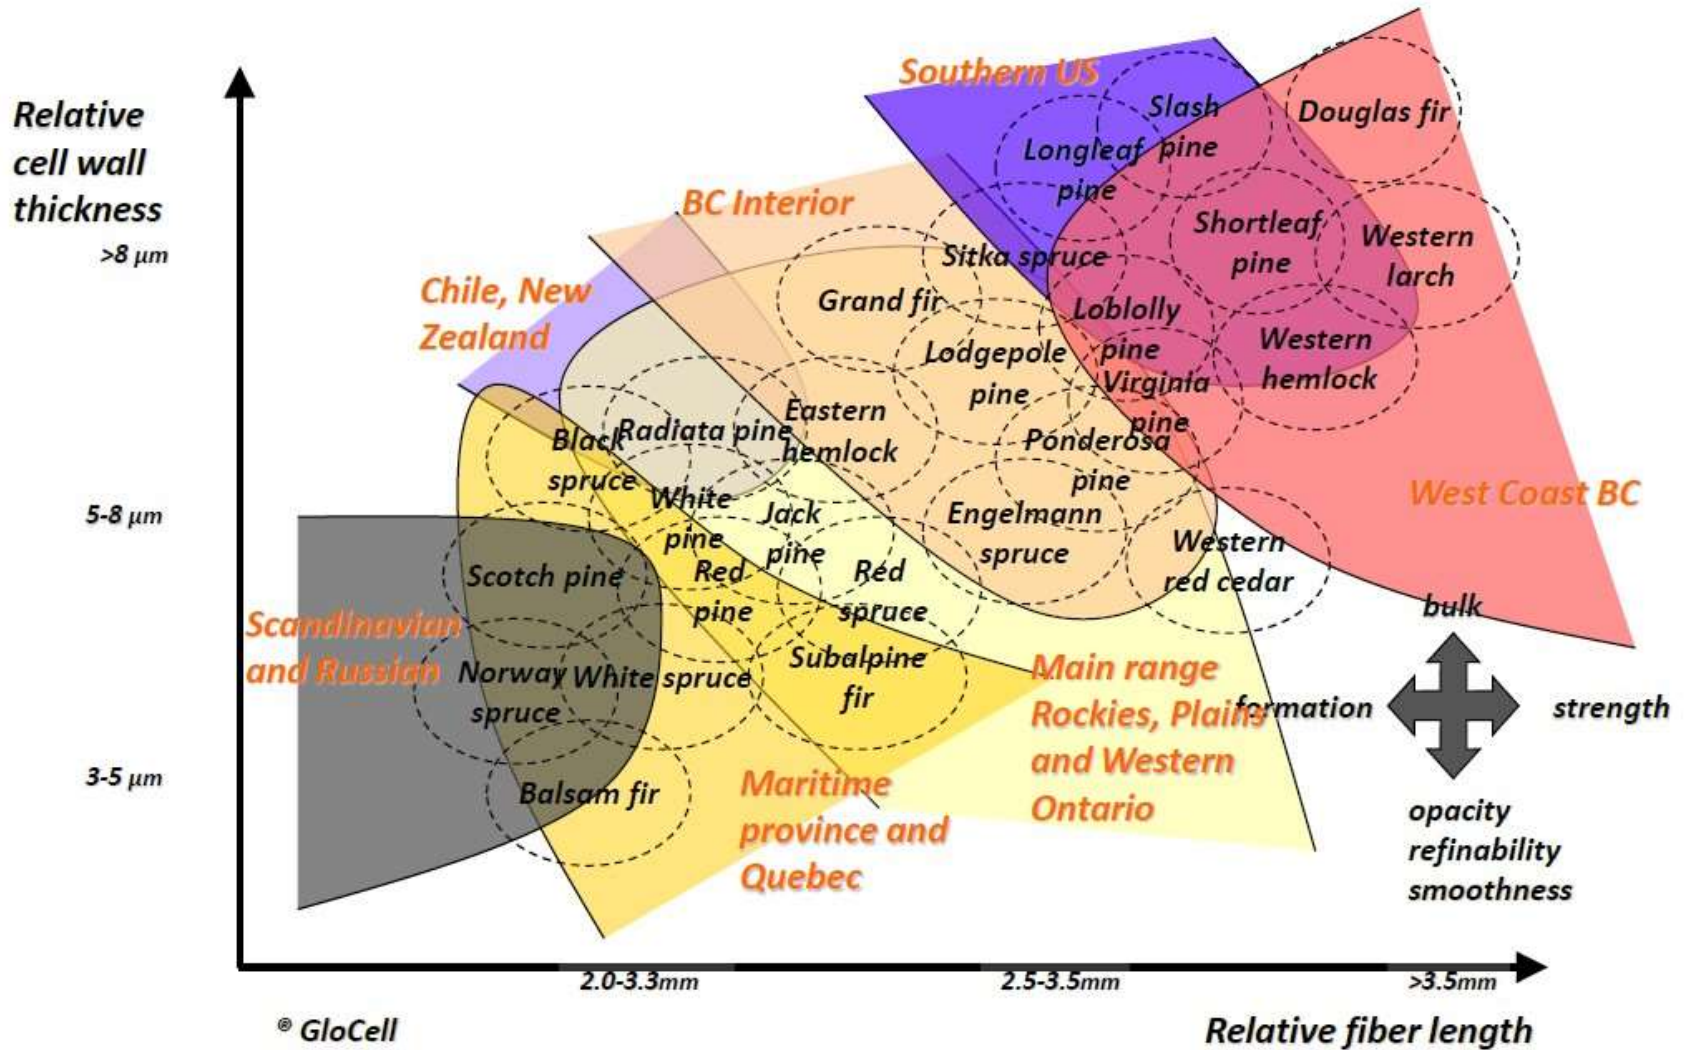 Relative
cell wall
thickness
>8 µm
5-8 µm
3-5 µm
Southern US
BC Interior
Chile, New
Zealand
Scandinavian
and Russian
Maritime
province and
Quebec
Main range
Rockies, Plains
and Western
Ontario
West Coast BC
Slash
pine
Douglas fir
Longleaf
pine
Shortleaf
pine
Western
larch
Sitka spruce
Grand fir
Loblolly
pine
Western
hemlock
Lodgepole
pine
Virginia
pine
Eastern
hemlock
Radiata pine
Black
spruce
Ponderosa
pine
White
pine
Jack
pine
Engelmann
spruce
Western
red cedar
Scotch pine
Red
pine
Red
spruce
Norway
spruce
White spruce
Subalpine
fir
Balsam fir
bulk
formation
strength
opacity
refinability
smoothness
2.0-3.3mm
2.5-3.5mm
>3.5mm
® GloCell
Relative fiber length